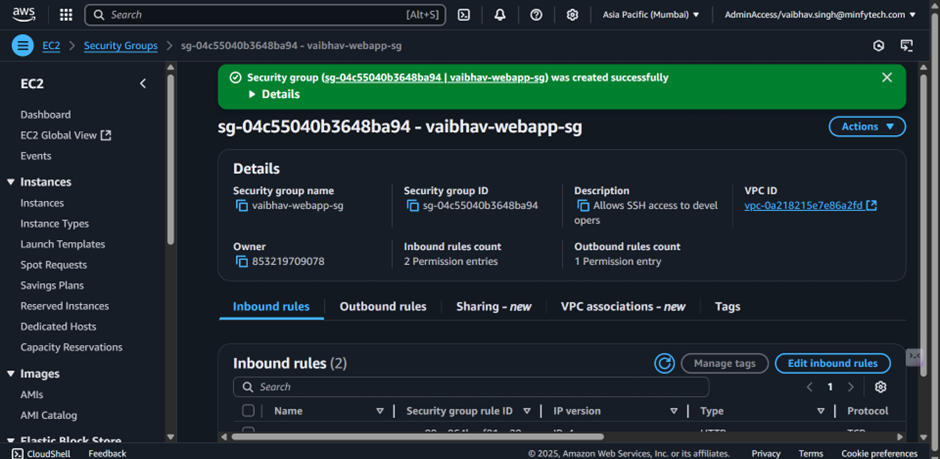 aws Search [Alt+S] Asia Pacific (Mumbai) AdminAccess/vaibhav.singh@minfytech.com
EC2 Security Groups sg-04c55040b3648ba94 - vaibhav-webapp-sg
EC2
Dashboard
EC2 Global View
Events
Instances
Instances
Instance Types
Launch Templates
Spot Requests
Savings Plans
Reserved Instances
Dedicated Hosts
Capacity Reservations
Images
AMIs
AMI Catalog
Elastic Block Store
Security group (sg-04c55040b3648ba94 | vaibhav-webapp-sg) was created successfully
Details
sg-04c55040b3648ba94 - vaibhav-webapp-sg Actions
Details
Security group name Security group ID Description VPC ID
vaibhav-webapp-sg sg-04c55040b3648ba94 Allows SSH access to devel vpc-0a218215e7e86a2fd
opers
Owner Inbound rules count Outbound rules count
853219709078 2 Permission entries 1 Permission entry
Inbound rules Outbound rules Sharing - new VPC associations - new Tags
Inbound rules (2) Manage tags Edit inbound rules
Search 1
Name Security group rule ID IP version Type Protocol
CloudShell Feedback © 2025, Amazon Web Services, Inc. or its affiliates. Privacy Terms Cookie preferences